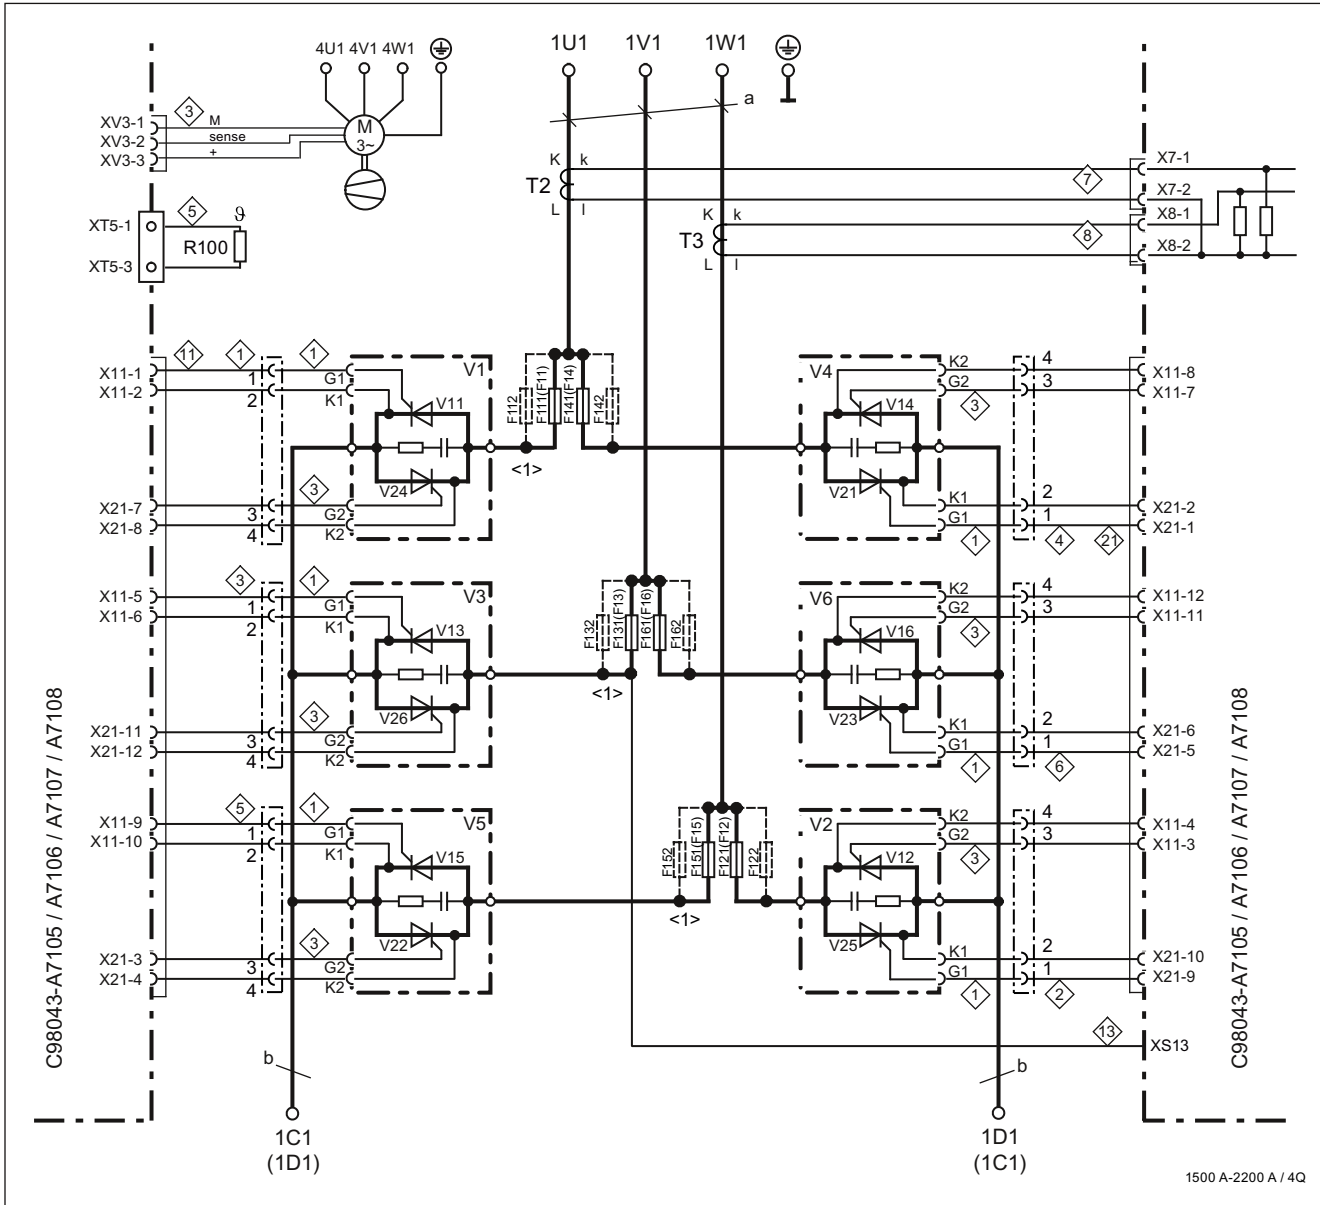 4U1 4V1 4W1
1U1 1V1 1W1
a
XV3-1 3 M
XV3-2 sense
XV3-3 +
M
3~
K k
T2
L l
7
X7-1
X7-2
K k
T3
L l
8
X8-1
X8-2
XT5-1 5 ϑ
R100
XT5-3
X11-1 11 1 1 V1
X11-2 1 G1
2 K1 V11
F112 F111(F11) F141(F14) F142
V24 <1>
X21-7 3 3 G2
X21-8 4 K2
V4 K2 4 X11-8
G2 3 X11-7
3
V14
V21
K1 2 X21-2
G1 1 X21-1
1 4 21
X11-5 3 1 V3
X11-6 1 G1
2 K1 V13
F132 F131(F13) F161(F16) F162
V26 <1>
X21-11 3 3 G2
X21-12 4 K2
V6 K2 4 X11-12
G2 3 X11-11
3
V16
V23
K1 2 X21-6
G1 1 X21-5
1 6
X11-9 5 1 V5
X11-10 1 G1
2 K1 V15
F152 F151(F15) F121(F12) F122
V22 <1>
X21-3 3 3 G2
X21-4 4 K2
V2 K2 4 X11-4
G2 3 X11-3
3
V12
V25
K1 2 X21-10
G1 1 X21-9
1 2
13 XS13
C98043-A7105 / A7106 / A7107 / A7108
C98043-A7105 / A7106 / A7107 / A7108
b b
1C1
(1D1)
1D1
(1C1)
1500 A-2200 A / 4Q